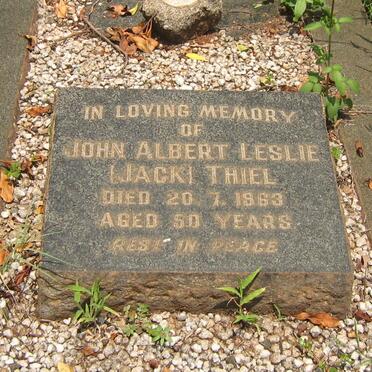 IN LOVING MEMORY
OF
JOHN ALBERT LESLIE
(JACK) THIEL
DIED 20. 7. 1963
AGED 50 YEARS
REST IN PEACE